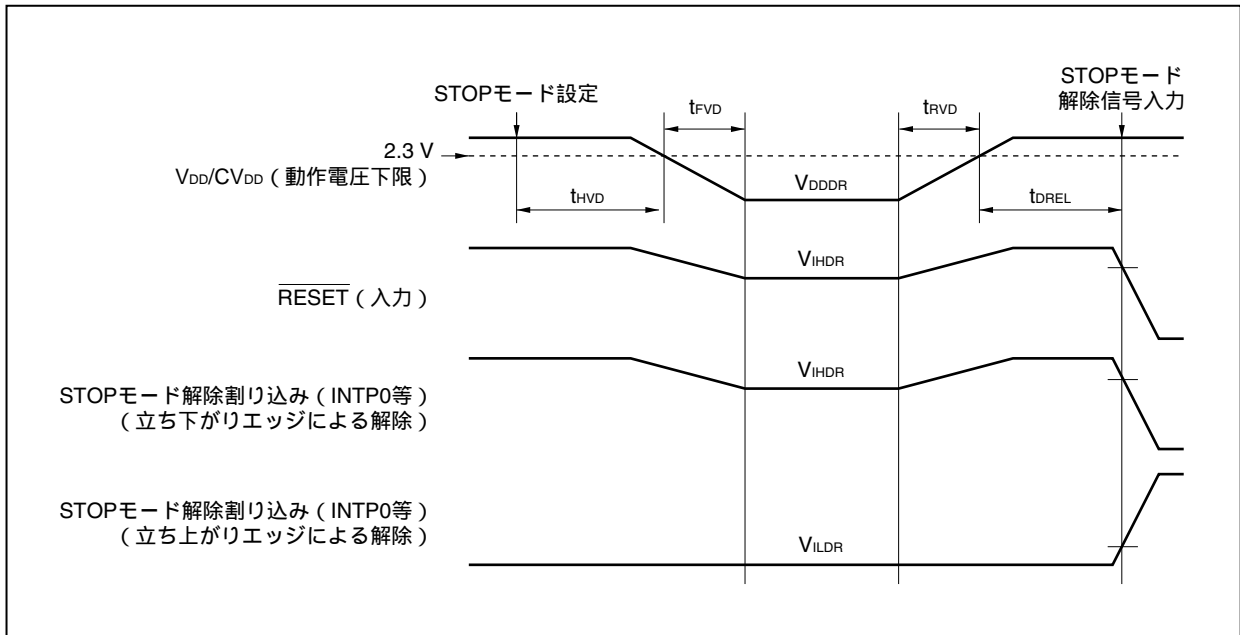 STOPモード設定
STOPモード
解除信号入力
tFVD
tRVD
2.3 V
VDD/CVDD（動作電圧下限）
VDDDR
tHVD
tDREL
VIHDR
RESET（入力）
VIHDR
STOPモード解除割り込み（INTP0等）
（立ち下がりエッジによる解除）
STOPモード解除割り込み（INTP0等）
（立ち上がりエッジによる解除）
VILDR